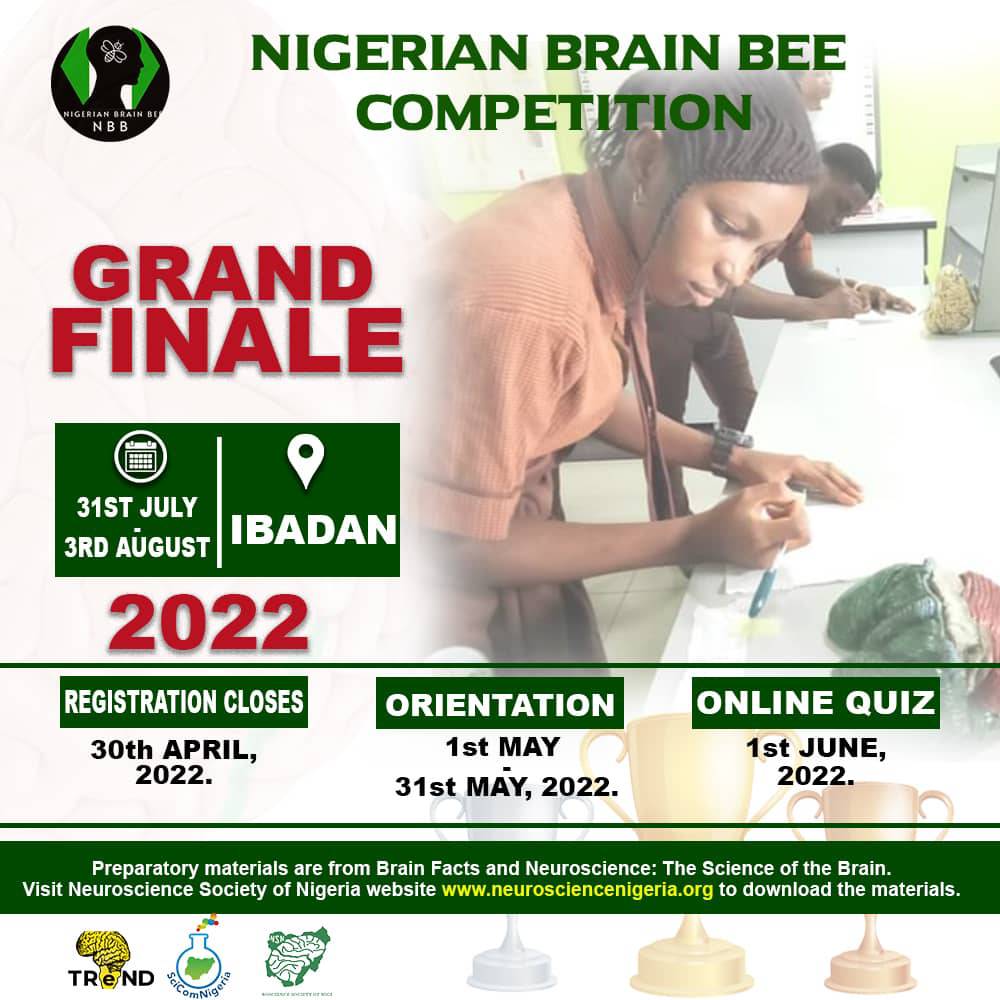 NIGERIAN BRAIN BEE
NBB
NIGERIAN BRAIN BEE
COMPETITION
GRAND
FINALE
31ST JULY
-
3RD AUGUST
IBADAN
2022
REGISTRATION CLOSES
30th APRIL,
2022.
ORIENTATION
1st MAY
-
31st MAY, 2022.
ONLINE QUIZ
1st JUNE,
2022.
Preparatory materials are from Brain Facts and Neuroscience: The Science of the Brain.
Visit Neuroscience Society of Nigeria website www.neurosciencenigeria.org to download the materials.
TReND
SciComNigeria
NSN